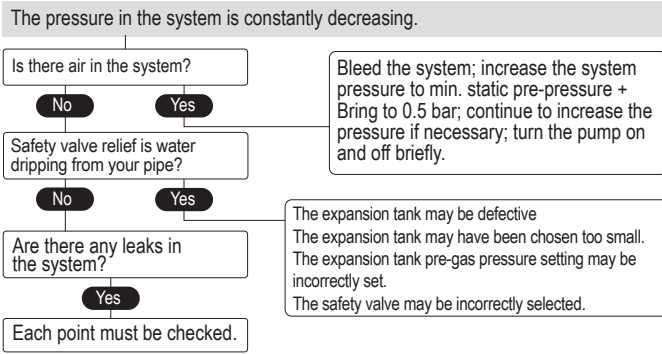 The pressure in the system is constantly decreasing.
Is there air in the system?
No
Yes
Bleed the system; increase the system
pressure to min. static pre-pressure +
Bring to 0.5 bar; continue to increase the
pressure if necessary; turn the pump on
and off briefly.
Safety valve relief is water
dripping from your pipe?
No
Yes
The expansion tank may be defective
The expansion tank may have been chosen too small.
The expansion tank pre-gas pressure setting may be
incorrectly set.
The safety valve may be incorrectly selected.
Are there any leaks in
the system?
Yes
Each point must be checked.